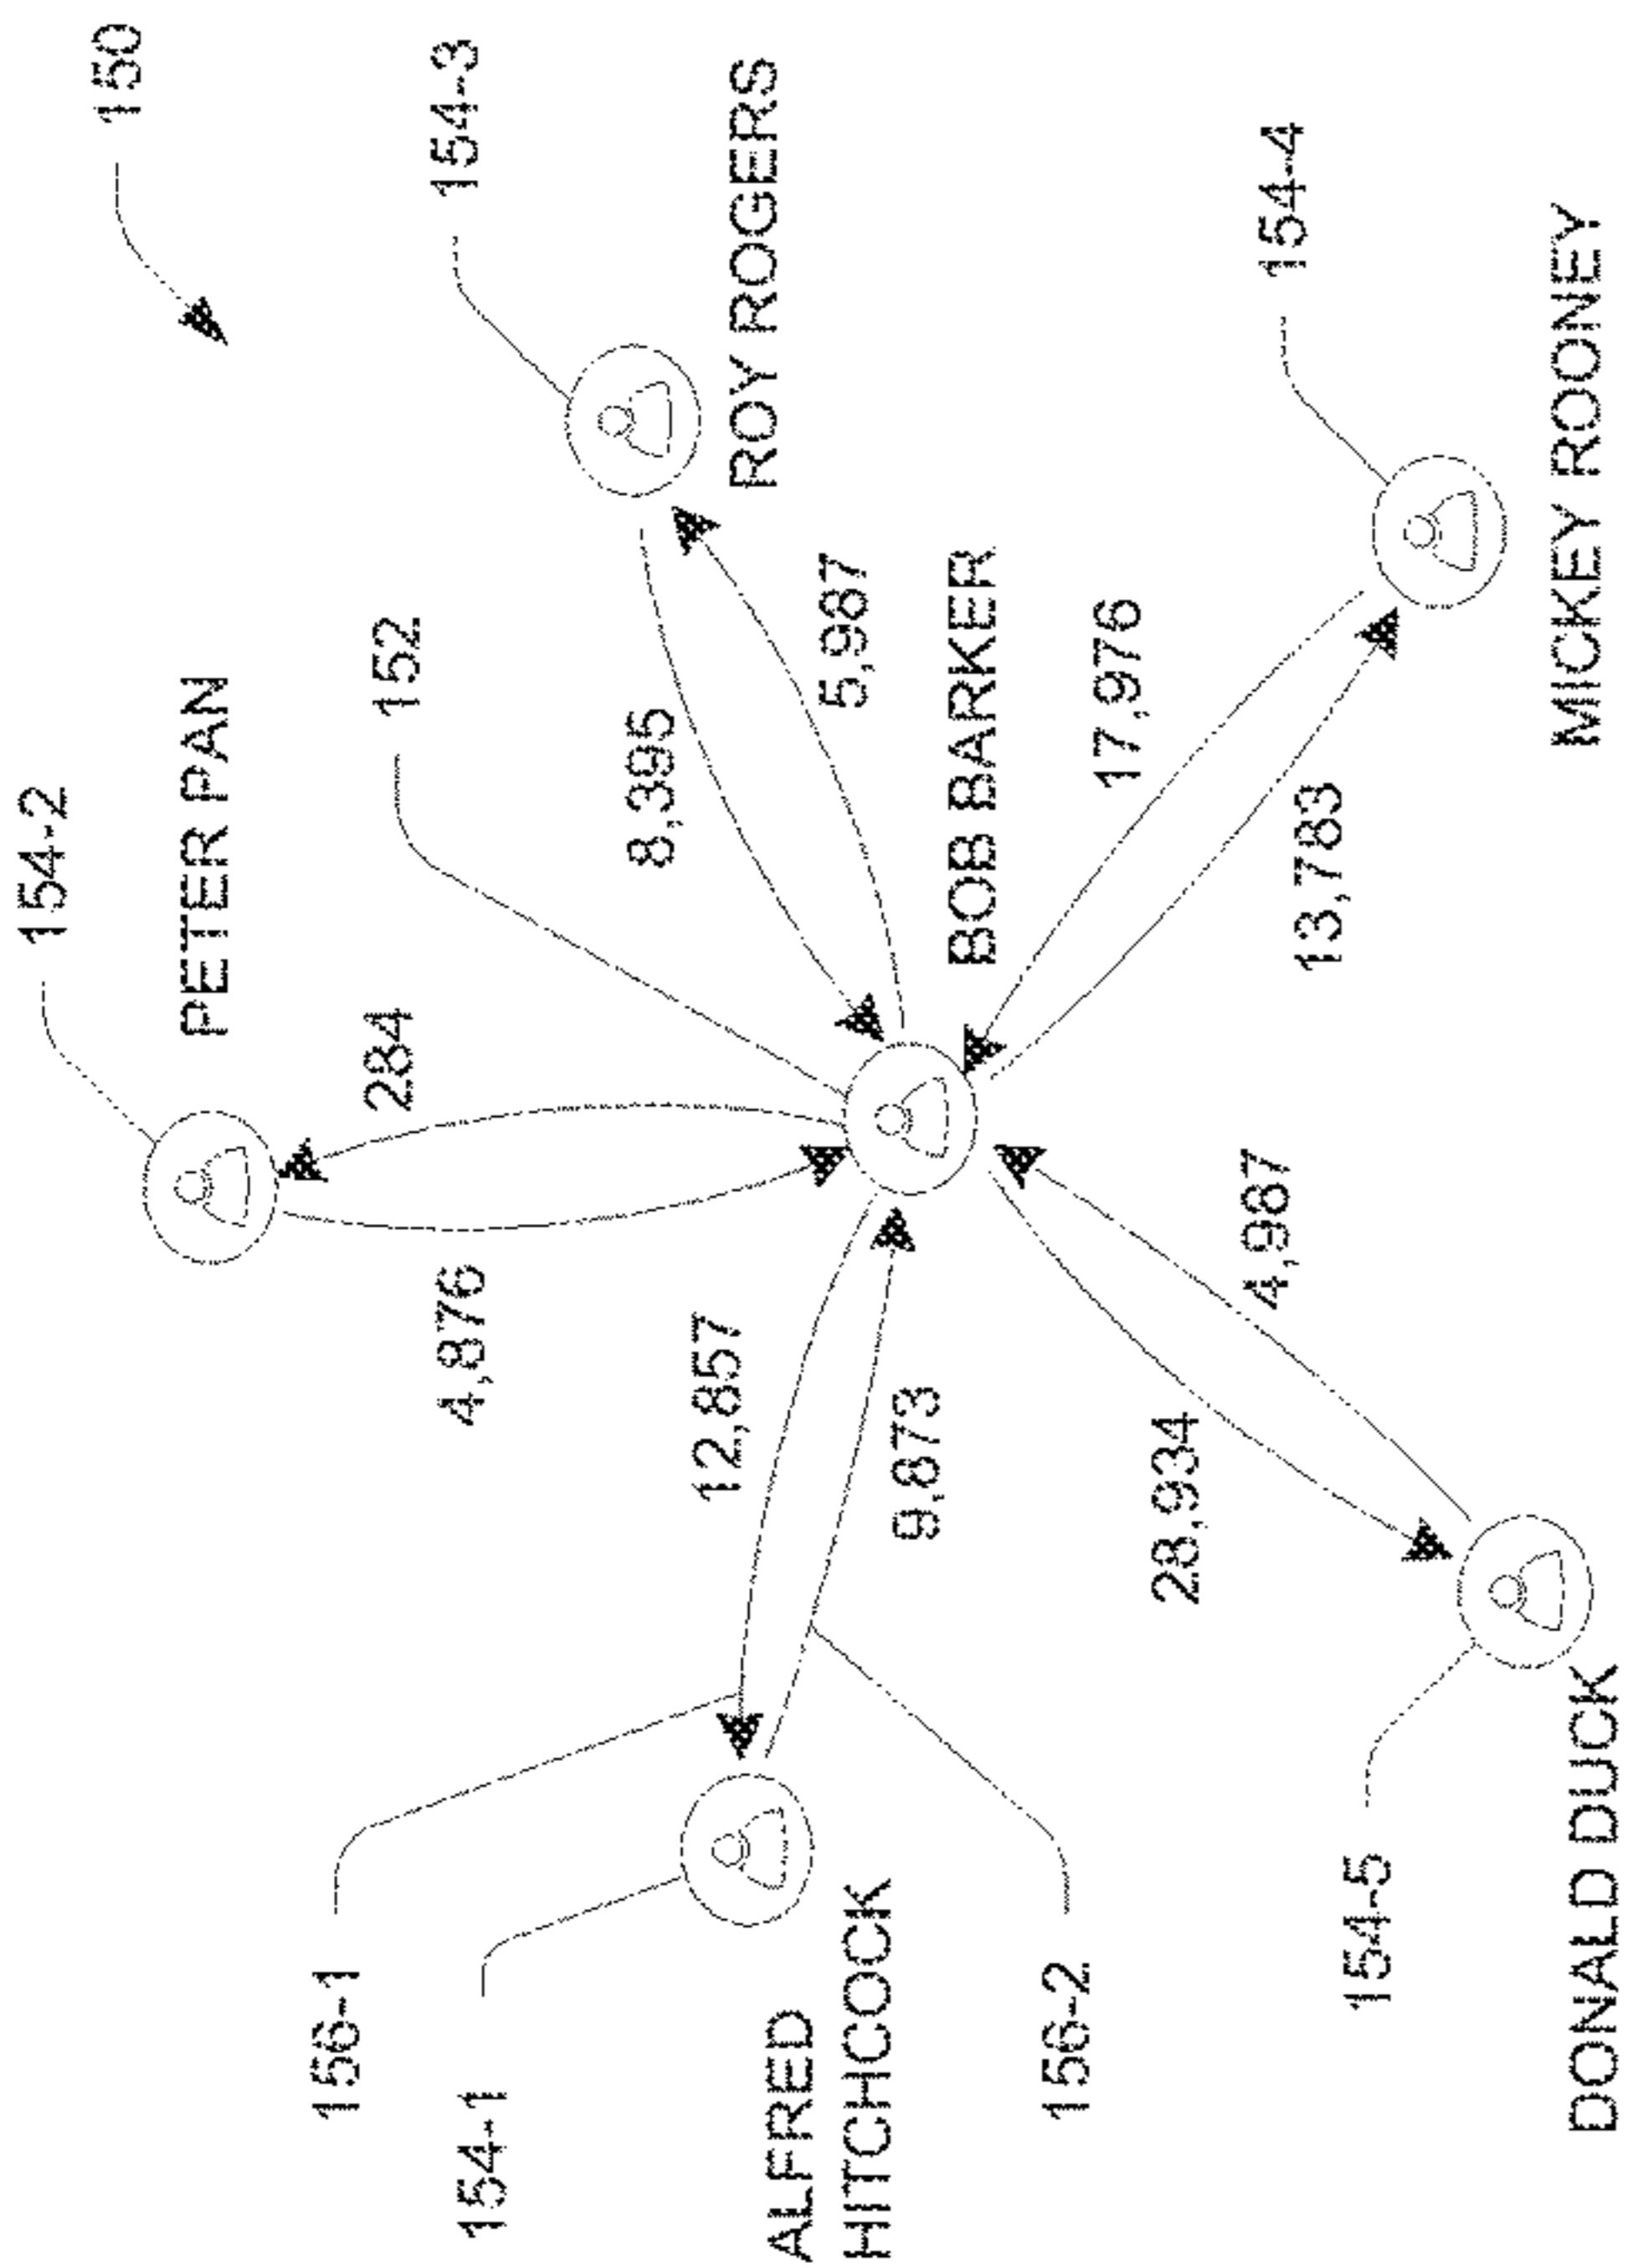 150
154-2
PETER PAN
154-3
ROY ROGERS
152
284
4,876
8,395
5,987
156-1
154-1
ALFRED
HITCHCOCK
12,857
9,873
156-2
BOB BARKER
17,976
13,783
154-4
MICKEY ROONEY
4,987
28,934
154-5
DONALD DUCK